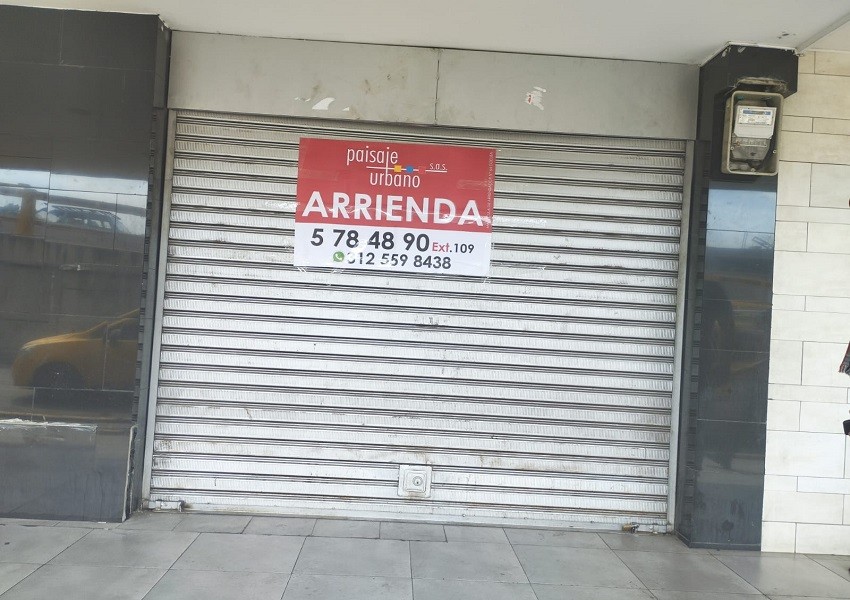 paisaje
urbano s.a.s.
ARRIENDA
5 78 48 90 Ext.109
312 559 8438